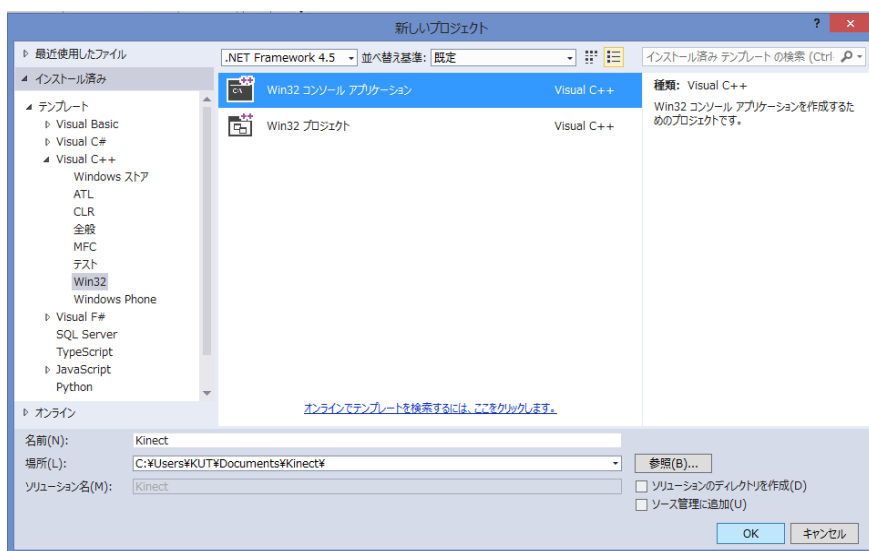 新しいプロジェクト
? ×
最近使用したファイル
.NET Framework 4.5 並べ替え基準: 既定
インストール済み テンプレート の検索 (Ctrl-
インストール済み
テンプレート
Visual Basic
Visual C#
Visual C++
Windows ストア
ATL
CLR
全般
MFC
テスト
Win32
Windows Phone
Visual F#
SQL Server
TypeScript
JavaScript
Python
オンライン
Win32 コンソール アプリケーション Visual C++
Win32 プロジェクト Visual C++
オンラインでテンプレートを検索するには、ここをクリックします。
種類: Visual C++
Win32 コンソール アプリケーションを作成するた
めのプロジェクトです。
名前(N): Kinect
場所(L): C:¥Users¥KUT¥Documents¥Kinect¥ 参照(B)...
ソリューション名(M): Kinect
ソリューションのディレクトリを作成(D)
ソース管理に追加(U)
OK キャンセル